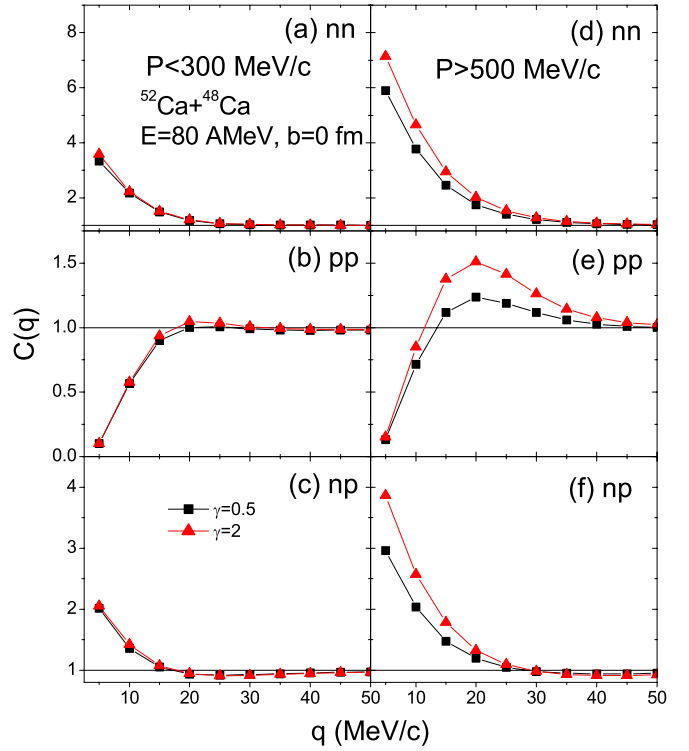 (a) nn
P<300 MeV/c
⁵²Ca+⁴⁸Ca
E=80 AMeV, b=0 fm
8
6
4
2
(d) nn
P>500 MeV/c
(b) pp
1.5
1.0
0.5
0.0
(e) pp
C(q)
(c) np
γ=0.5
γ=2
4
3
2
1
(f) np
10 20 30 40 50
10 20 30 40 50
q (MeV/c)